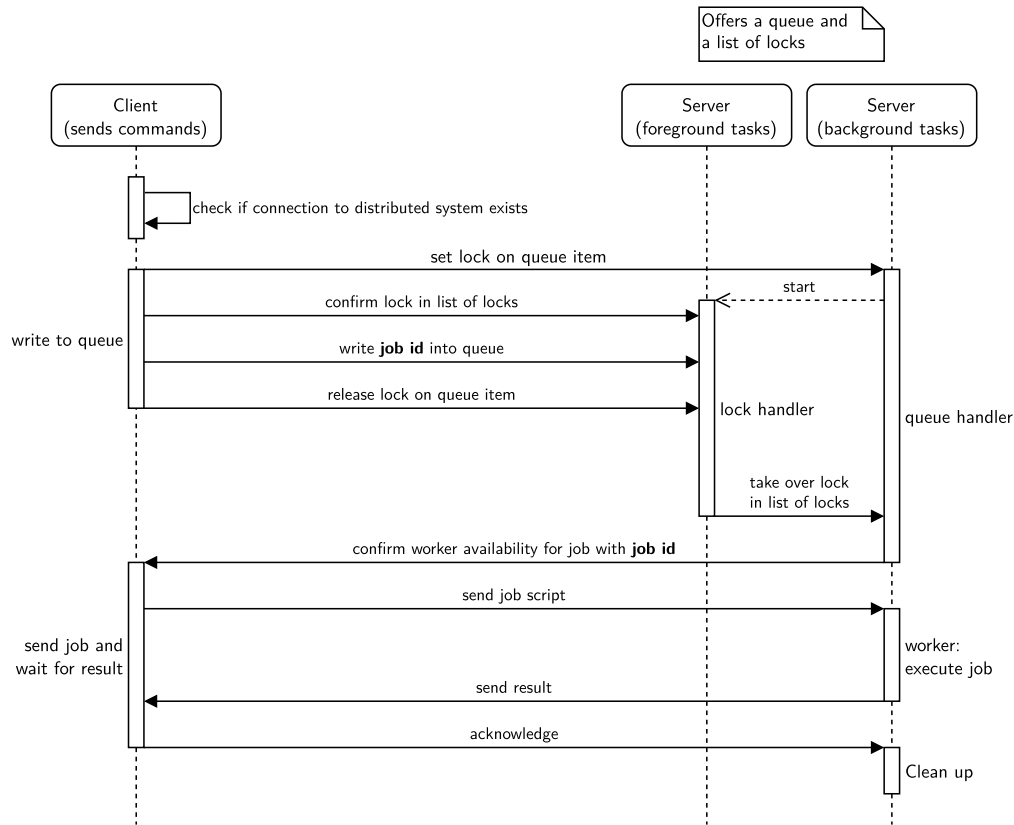 Offers a queue and
a list of locks
Client
(sends commands)
Server
(foreground tasks)
Server
(background tasks)
check if connection to distributed system exists
set lock on queue item
start
confirm lock in list of locks
write to queue
write job id into queue
release lock on queue item
lock handler
queue handler
take over lock
in list of locks
confirm worker availability for job with job id
send job script
send job and
wait for result
worker:
execute job
send result
acknowledge
Clean up